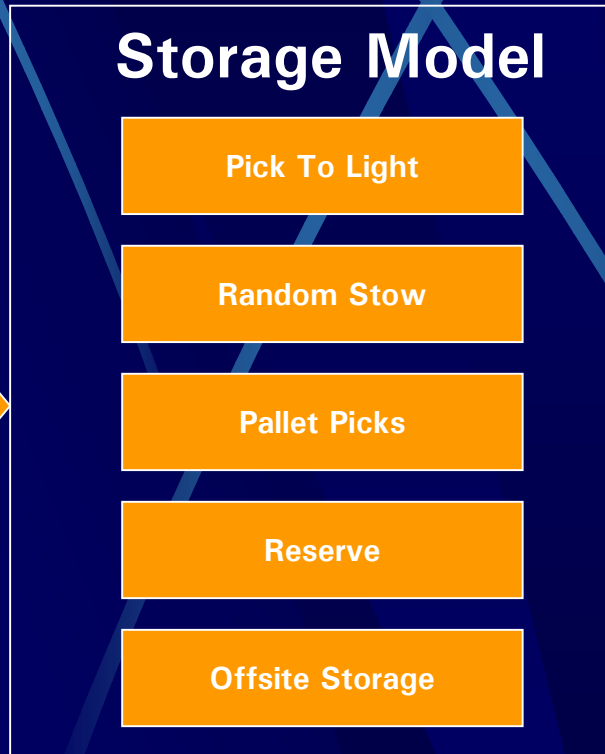 Storage Model
Pick To Light
Random Stow
Pallet Picks
Reserve
Offsite Storage